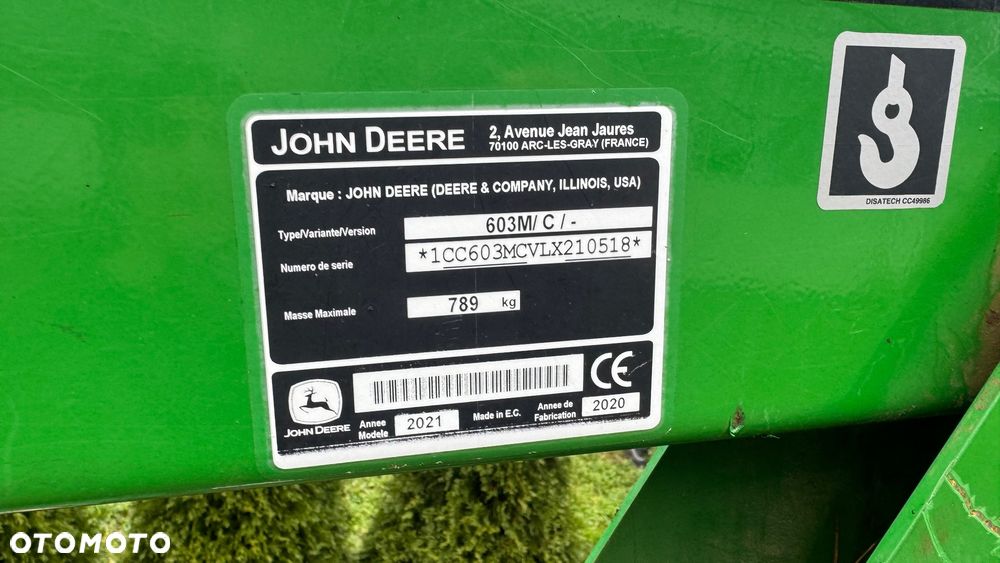 JOHN DEERE
2, Avenue Jean Jaures
70100 ARC-LES-GRAY (FRANCE)
Marque : JOHN DEERE (DEERE & COMPANY, ILLINOIS, USA)
Type/Variante/Version 603M/ C / -
Numero de serie *1CC603MCVLX210518*
Masse Maximale 789 kg
JOHN DEERE
Annee Modele 2021
Made in E.C.
Annee de Fabrication 2020
CE
DISATECH CC49986
OTOMOTO